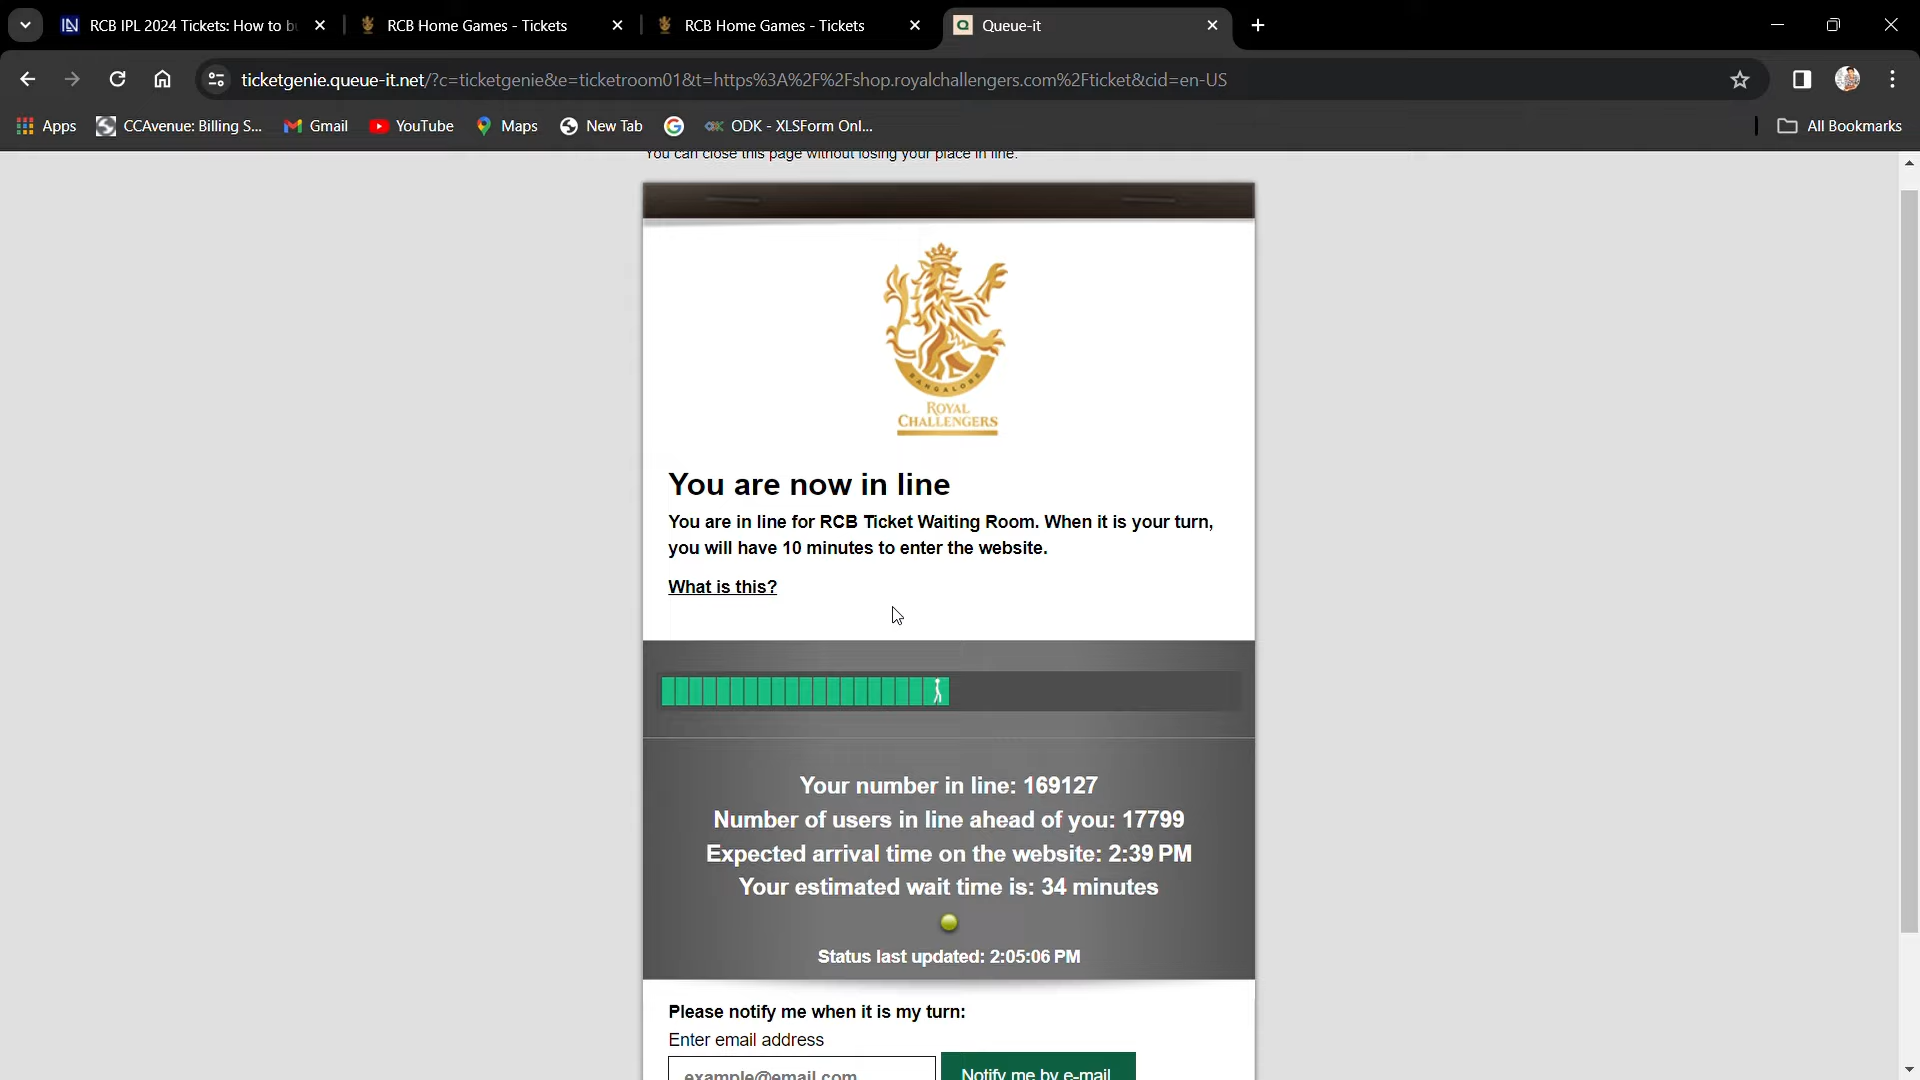 RCB IPL 2024 Tickets: How to b
RCB Home Games - Tickets
RCB Home Games - Tickets
Queue-it
ticketgenie.queue-it.net/?c=ticketgenie&e=ticketroom01&t=https%3A%2F%2Fshop.royalchallengers.com%2Fticket&cid=en-US
Apps
CCAvenue: Billing S...
Gmail
YouTube
Maps
New Tab
ODK - XLSForm Onl...
All Bookmarks
You can close this page without losing your place in line.
BANGALORE
ROYAL
CHALLENGERS
You are now in line
You are in line for RCB Ticket Waiting Room. When it is your turn,
you will have 10 minutes to enter the website.
What is this?
Your number in line: 169127
Number of users in line ahead of you: 17799
Expected arrival time on the website: 2:39 PM
Your estimated wait time is: 34 minutes
Status last updated: 2:05:06 PM
Please notify me when it is my turn:
Enter email address
example@email.com
Notify me by e-mail